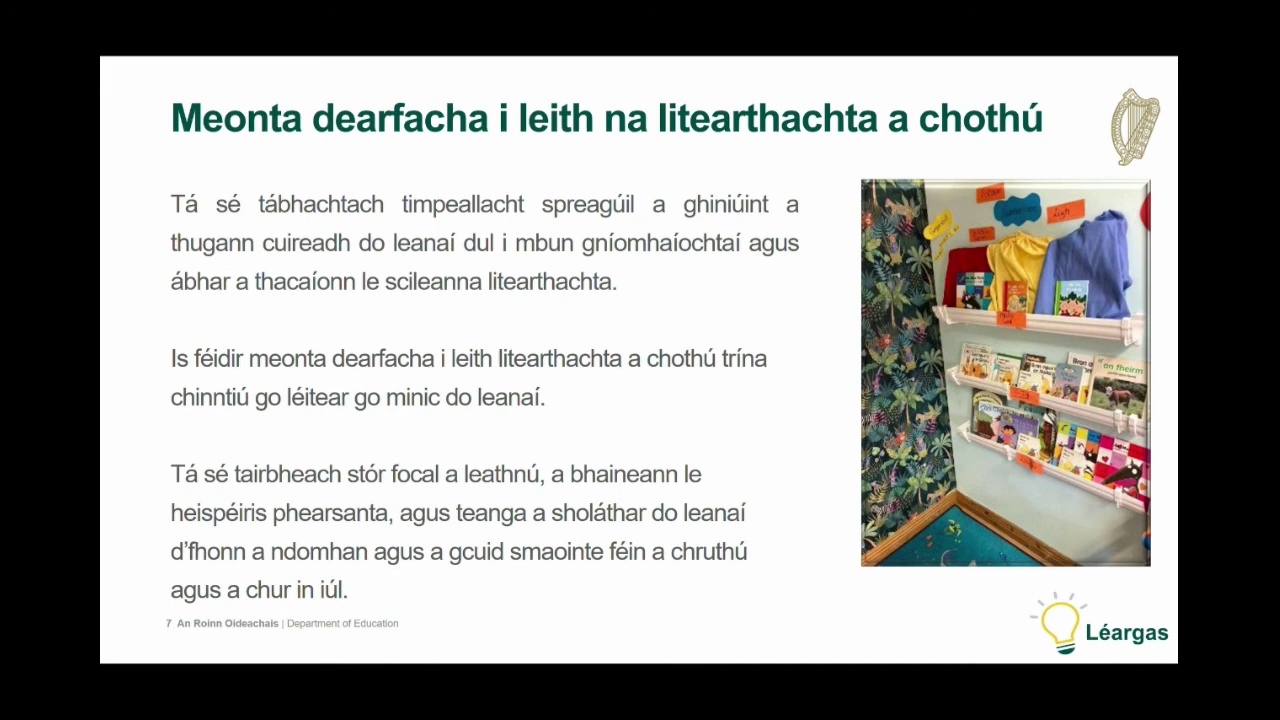 Meonta dearfacha i leith na litearthachta a chothú
Tá sé tábhachtach timpeallacht spreagúil a ghiniúint a
thugann cuireadh do leanaí dul i mbun gníomhaíochtaí agus
ábhar a thacaíonn le scileanna litearthachta.
Is féidir meonta dearfacha i leith litearthachta a chothú trína
chinntiú go léitear go minic do leanaí.
Tá sé tairbheach stór focal a leathnú, a bhaineann le
heispéiris phearsanta, agus teanga a sholáthar do leanaí
d'fhonn a ndomhan agus a gcuid smaointe féin a chruthú
agus a chur in iúl.
7 An Roinn Oideachais | Department of Education
Léargas
an fheirm